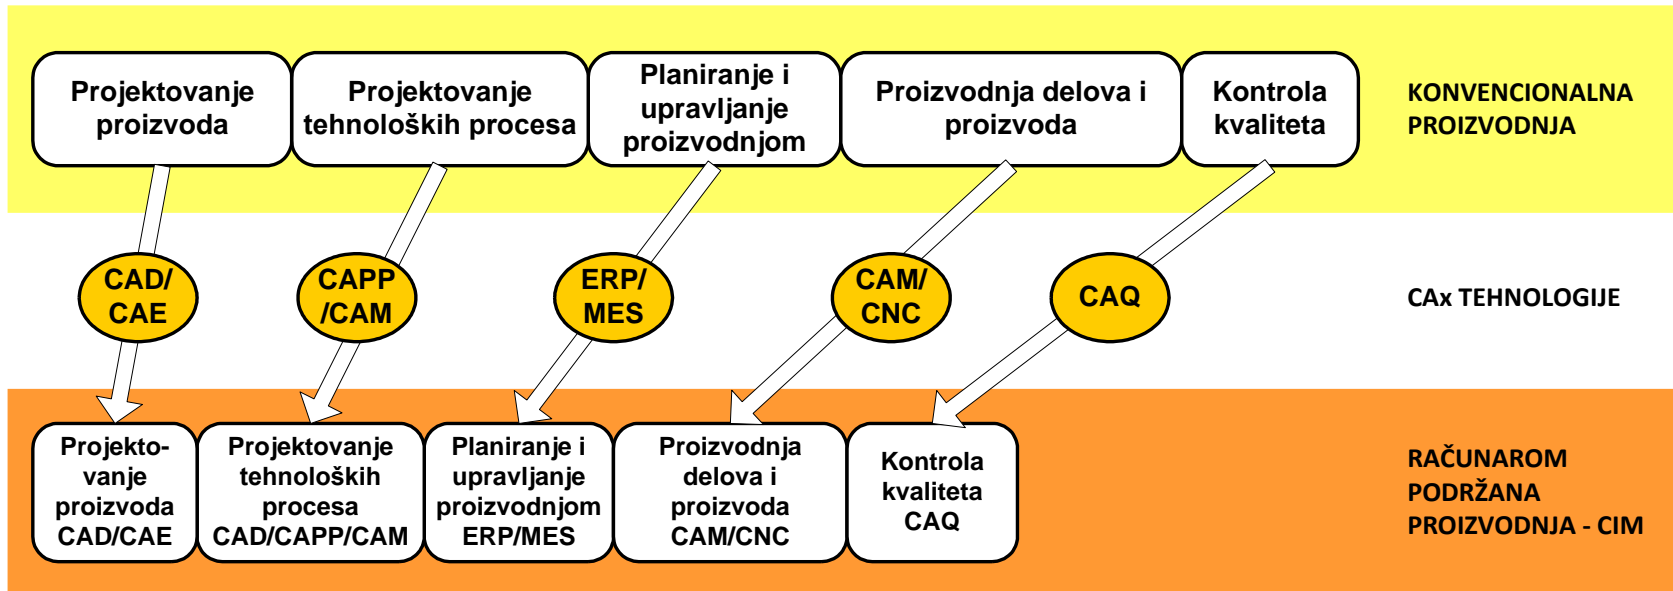 Projektovanje
proizvoda
Projektovanje
tehnoloških procesa
Planiranje i
upravljanje
proizvodnjom
Proizvodnja delova i
proizvoda
Kontrola
kvaliteta
KONVENCIONALNA
PROIZVODNJA
CAD/
CAE
CAPP
/CAM
ERP/
MES
CAM/
CNC
CAQ
CAx TEHNOLOGIJE
Projekto-
vanje
proizvoda
CAD/CAE
Projektovanje
tehnoloških
procesa
CAD/CAPP/CAM
Planiranje i
upravljanje
proizvodnjom
ERP/MES
Proizvodnja
delova i
proizvoda
CAM/CNC
Kontrola
kvaliteta
CAQ
RAČUNAROM
PODRŽANA
PROIZVODNJA - CIM